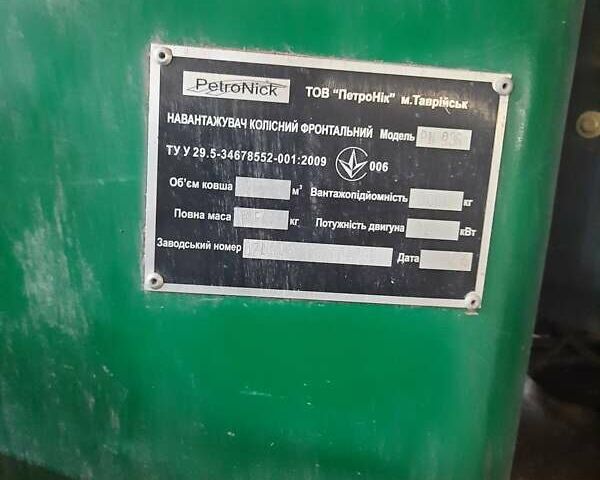 PetroNick
ТОВ "ПетроНік" м.Таврійськ
НАВАНТАЖУВАЧ КОЛІСНИЙ ФРОНТАЛЬНИЙ Модель
ТУ У 29.5-34678552-001:2009 006
Об'єм ковша м³ Вантажопідйомність кг
Повна маса кг Потужність двигуна кВт
Заводський номер Дата